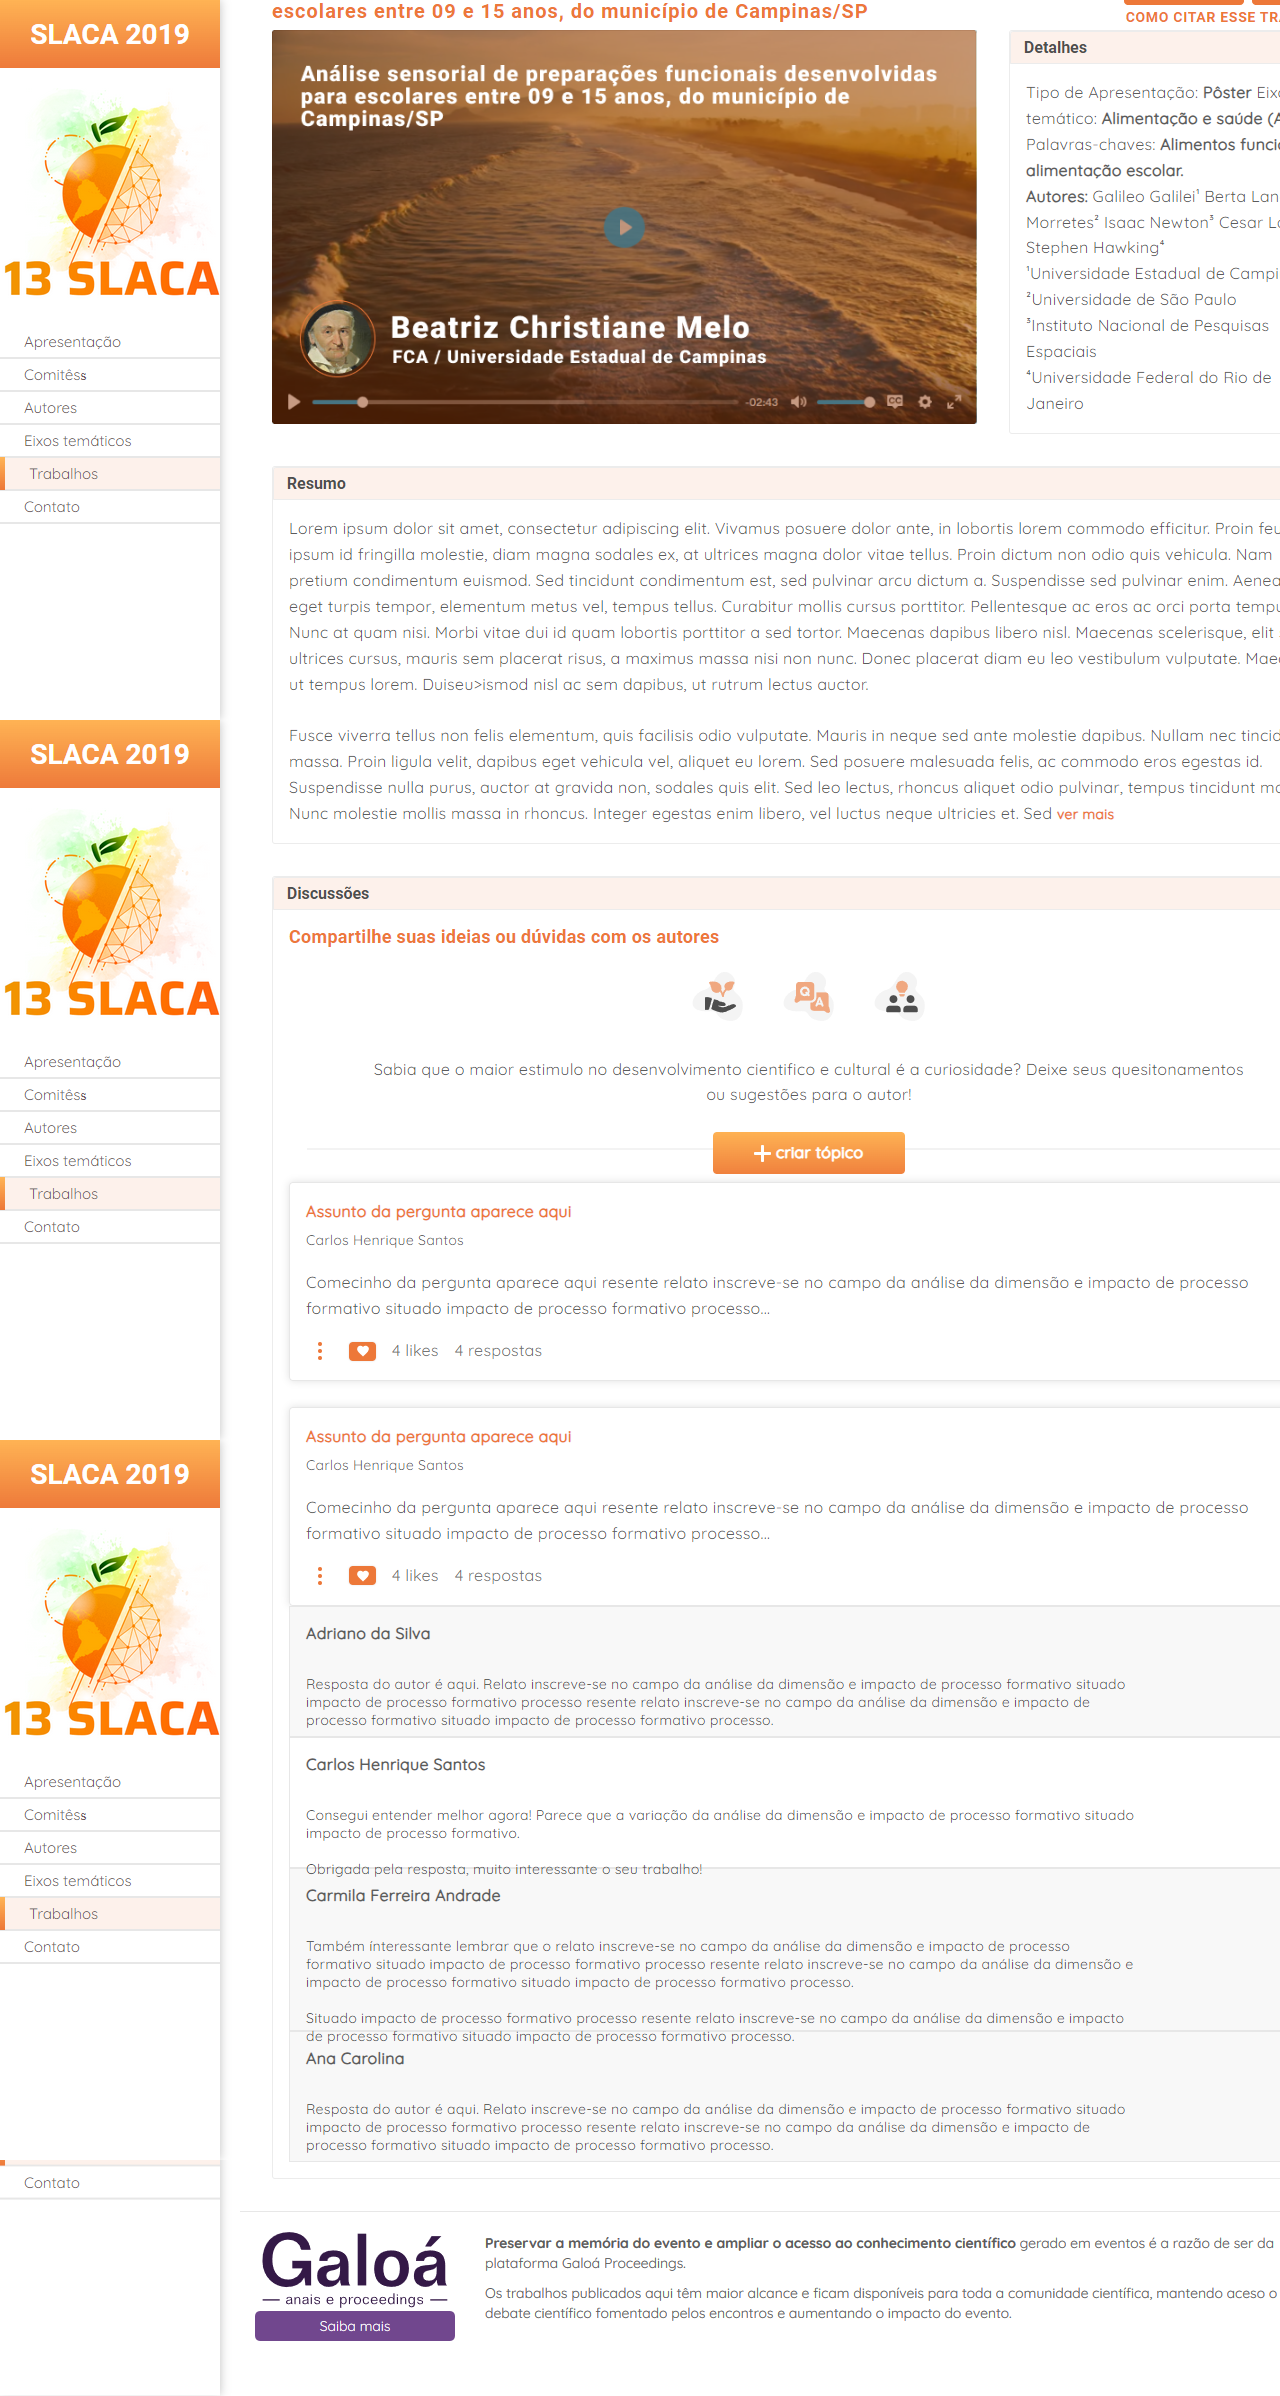 SLACA 2019
13 SLACA
Apresentação
Comitêss
Autores
Eixos temáticos
Trabalhos
Contato
SLACA 2019
13 SLACA
Apresentação
Comitêss
Autores
Eixos temáticos
Trabalhos
Contato
SLACA 2019
13 SLACA
Apresentação
Comitêss
Autores
Eixos temáticos
Trabalhos
Contato
Contato
escolares entre 09 e 15 anos, do município de Campinas/SP
COMO CITAR ESSE TRA
Análise sensorial de preparações funcionais desenvolvidas
para escolares entre 09 e 15 anos, do município de
Campinas/SP
Beatriz Christiane Melo
FCA / Universidade Estadual de Campinas
-02:43
CC
Detalhes
Tipo de Apresentação: Pôster Eixo
temático: Alimentação e saúde (A
Palavras-chaves: Alimentos funci
alimentação escolar.
Autores: Galileo Galilei¹ Berta Lan
Morretes² Isaac Newton³ Cesar La
Stephen Hawking⁴
¹Universidade Estadual de Campi
²Universidade de São Paulo
³Instituto Nacional de Pesquisas
Espaciais
⁴Universidade Federal do Rio de
Janeiro
Resumo
Lorem ipsum dolor sit amet, consectetur adipiscing elit. Vivamus posuere dolor ante, in lobortis lorem commodo efficitur. Proin feu
ipsum id fringilla molestie, diam magna sodales ex, at ultrices magna dolor vitae tellus. Proin dictum non odio quis vehicula. Nam
pretium condimentum euismod. Sed tincidunt condimentum est, sed pulvinar arcu dictum a. Suspendisse sed pulvinar enim. Aenea
eget turpis tempor, elementum metus vel, tempus tellus. Curabitur mollis cursus porttitor. Pellentesque ac eros ac orci porta tempu
Nunc at quam nisi. Morbi vitae dui id quam lobortis porttitor a sed tortor. Maecenas dapibus libero nisl. Maecenas scelerisque, elit
ultrices cursus, mauris sem placerat risus, a maximus massa nisi non nunc. Donec placerat diam eu leo vestibulum vulputate. Mae
ut tempus lorem. Duiseu>ismod nisl ac sem dapibus, ut rutrum lectus auctor.
Fusce viverra tellus non felis elementum, quis facilisis odio vulputate. Mauris in neque sed ante molestie dapibus. Nullam nec tincid
massa. Proin ligula velit, dapibus eget vehicula vel, aliquet eu lorem. Sed posuere malesuada felis, ac commodo eros egestas id.
Suspendisse nulla purus, auctor at gravida non, sodales quis elit. Sed leo lectus, rhoncus aliquet odio pulvinar, tempus tincidunt ma
Nunc molestie mollis massa in rhoncus. Integer egestas enim libero, vel luctus neque ultricies et. Sed ver mais
Discussões
Compartilhe suas ideias ou dúvidas com os autores
Q A
Sabia que o maior estimulo no desenvolvimento cientifico e cultural é a curiosidade? Deixe seus quesitonamentos
ou sugestões para o autor!
criar tópico
Assunto da pergunta aparece aqui
Carlos Henrique Santos
Comecinho da pergunta aparece aqui resente relato inscreve-se no campo da análise da dimensão e impacto de processo
formativo situado impacto de processo formativo processo...
4 likes 4 respostas
Assunto da pergunta aparece aqui
Carlos Henrique Santos
Comecinho da pergunta aparece aqui resente relato inscreve-se no campo da análise da dimensão e impacto de processo
formativo situado impacto de processo formativo processo...
4 likes 4 respostas
Adriano da Silva
Resposta do autor é aqui. Relato inscreve-se no campo da análise da dimensão e impacto de processo formativo situado
impacto de processo formativo processo resente relato inscreve-se no campo da análise da dimensão e impacto de
processo formativo situado impacto de processo formativo processo.
Carlos Henrique Santos
Consegui entender melhor agora! Parece que a variação da análise da dimensão e impacto de processo formativo situado
impacto de processo formativo.
Obrigada pela resposta, muito interessante o seu trabalho!
Carmila Ferreira Andrade
Também interessante lembrar que o relato inscreve-se no campo da análise da dimensão e impacto de processo
formativo situado impacto de processo formativo processo resente relato inscreve-se no campo da análise da dimensão e
impacto de processo formativo situado impacto de processo formativo processo.
Situado impacto de processo formativo processo resente relato inscreve-se no campo da análise da dimensão e impacto
de processo formativo situado impacto de processo formativo processo.
Ana Carolina
Resposta do autor é aqui. Relato inscreve-se no campo da análise da dimensão e impacto de processo formativo situado
impacto de processo formativo processo resente relato inscreve-se no campo da análise da dimensão e impacto de
processo formativo situado impacto de processo formativo processo.
Galoá
anais e proceedings
Saiba mais
Preservar a memória do evento e ampliar o acesso ao conhecimento científico gerado em eventos é a razão de ser da
plataforma Galoá Proceedings.
Os trabalhos publicados aqui têm maior alcance e ficam disponíveis para toda a comunidade científica, mantendo aceso o
debate científico fomentado pelos encontros e aumentando o impacto do evento.